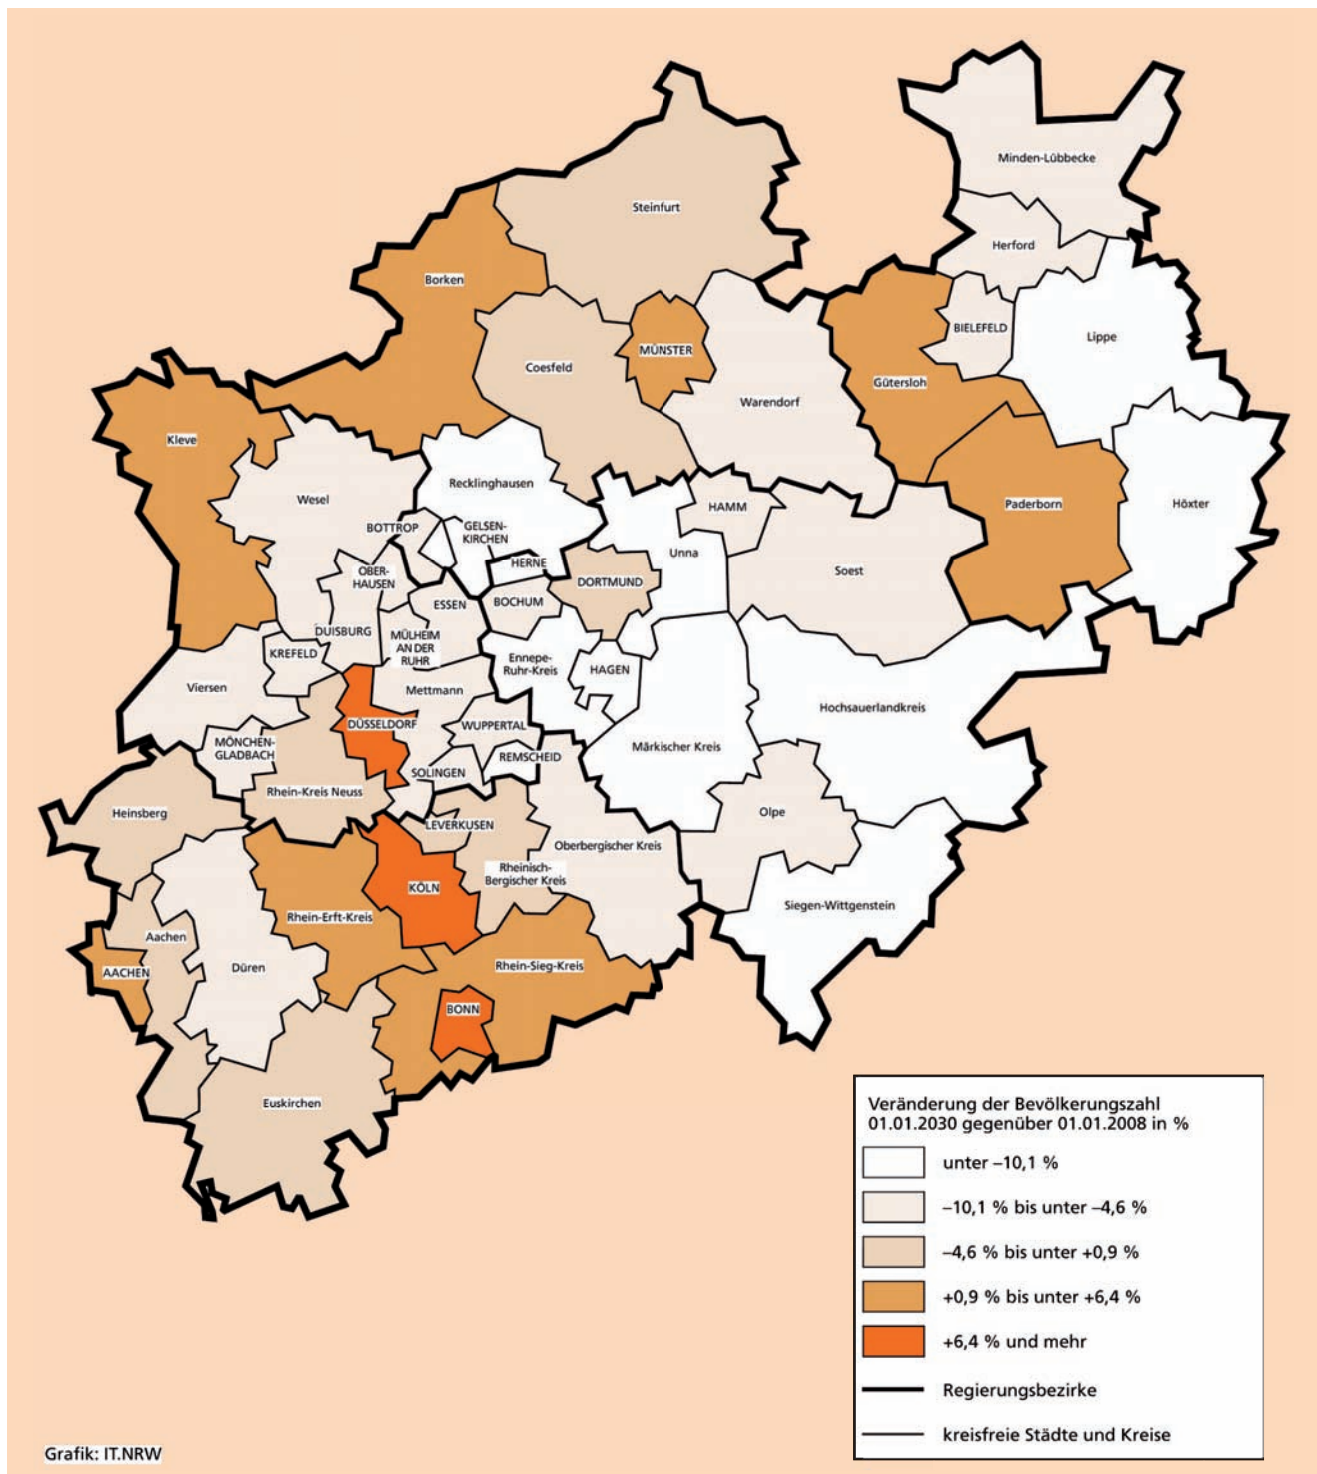 Minden-Lübbecke
Steinfurt
Herford
Borken
BIELEFELD
Lippe
MÜNSTER
Coesfeld
Gütersloh
Warendorf
Kleve
Recklinghausen
Wesel
Paderborn
Höxter
HAMM
BOTTROP
GELSEN-
KIRCHEN
Unna
HERNE
OBER-
HAUSEN
DORTMUND
Soest
ESSEN
BOCHUM
DUISBURG
MÜLHEIM
AN DER
RUHR
KREFELD
Ennepe-
Ruhr-Kreis
HAGEN
Viersen
Mettmann
Hochsauerlandkreis
DÜSSELDORF
WUPPERTAL
MÖNCHEN-
GLADBACH
Märkischer Kreis
REMSCHEID
SOLINGEN
Rhein-Kreis Neuss
Heinsberg
Olpe
LEVERKUSEN
Oberbergischer Kreis
Rheinisch-
Bergischer Kreis
KÖLN
Siegen-Wittgenstein
Rhein-Erft-Kreis
Aachen
Rhein-Sieg-Kreis
Düren
AACHEN
BONN
Euskirchen
Veränderung der Bevölkerungszahl
01.01.2030 gegenüber 01.01.2008 in %
unter –10,1 %
–10,1 % bis unter –4,6 %
–4,6 % bis unter +0,9 %
+0,9 % bis unter +6,4 %
+6,4 % und mehr
Regierungsbezirke
kreisfreie Städte und Kreise
Grafik: IT.NRW